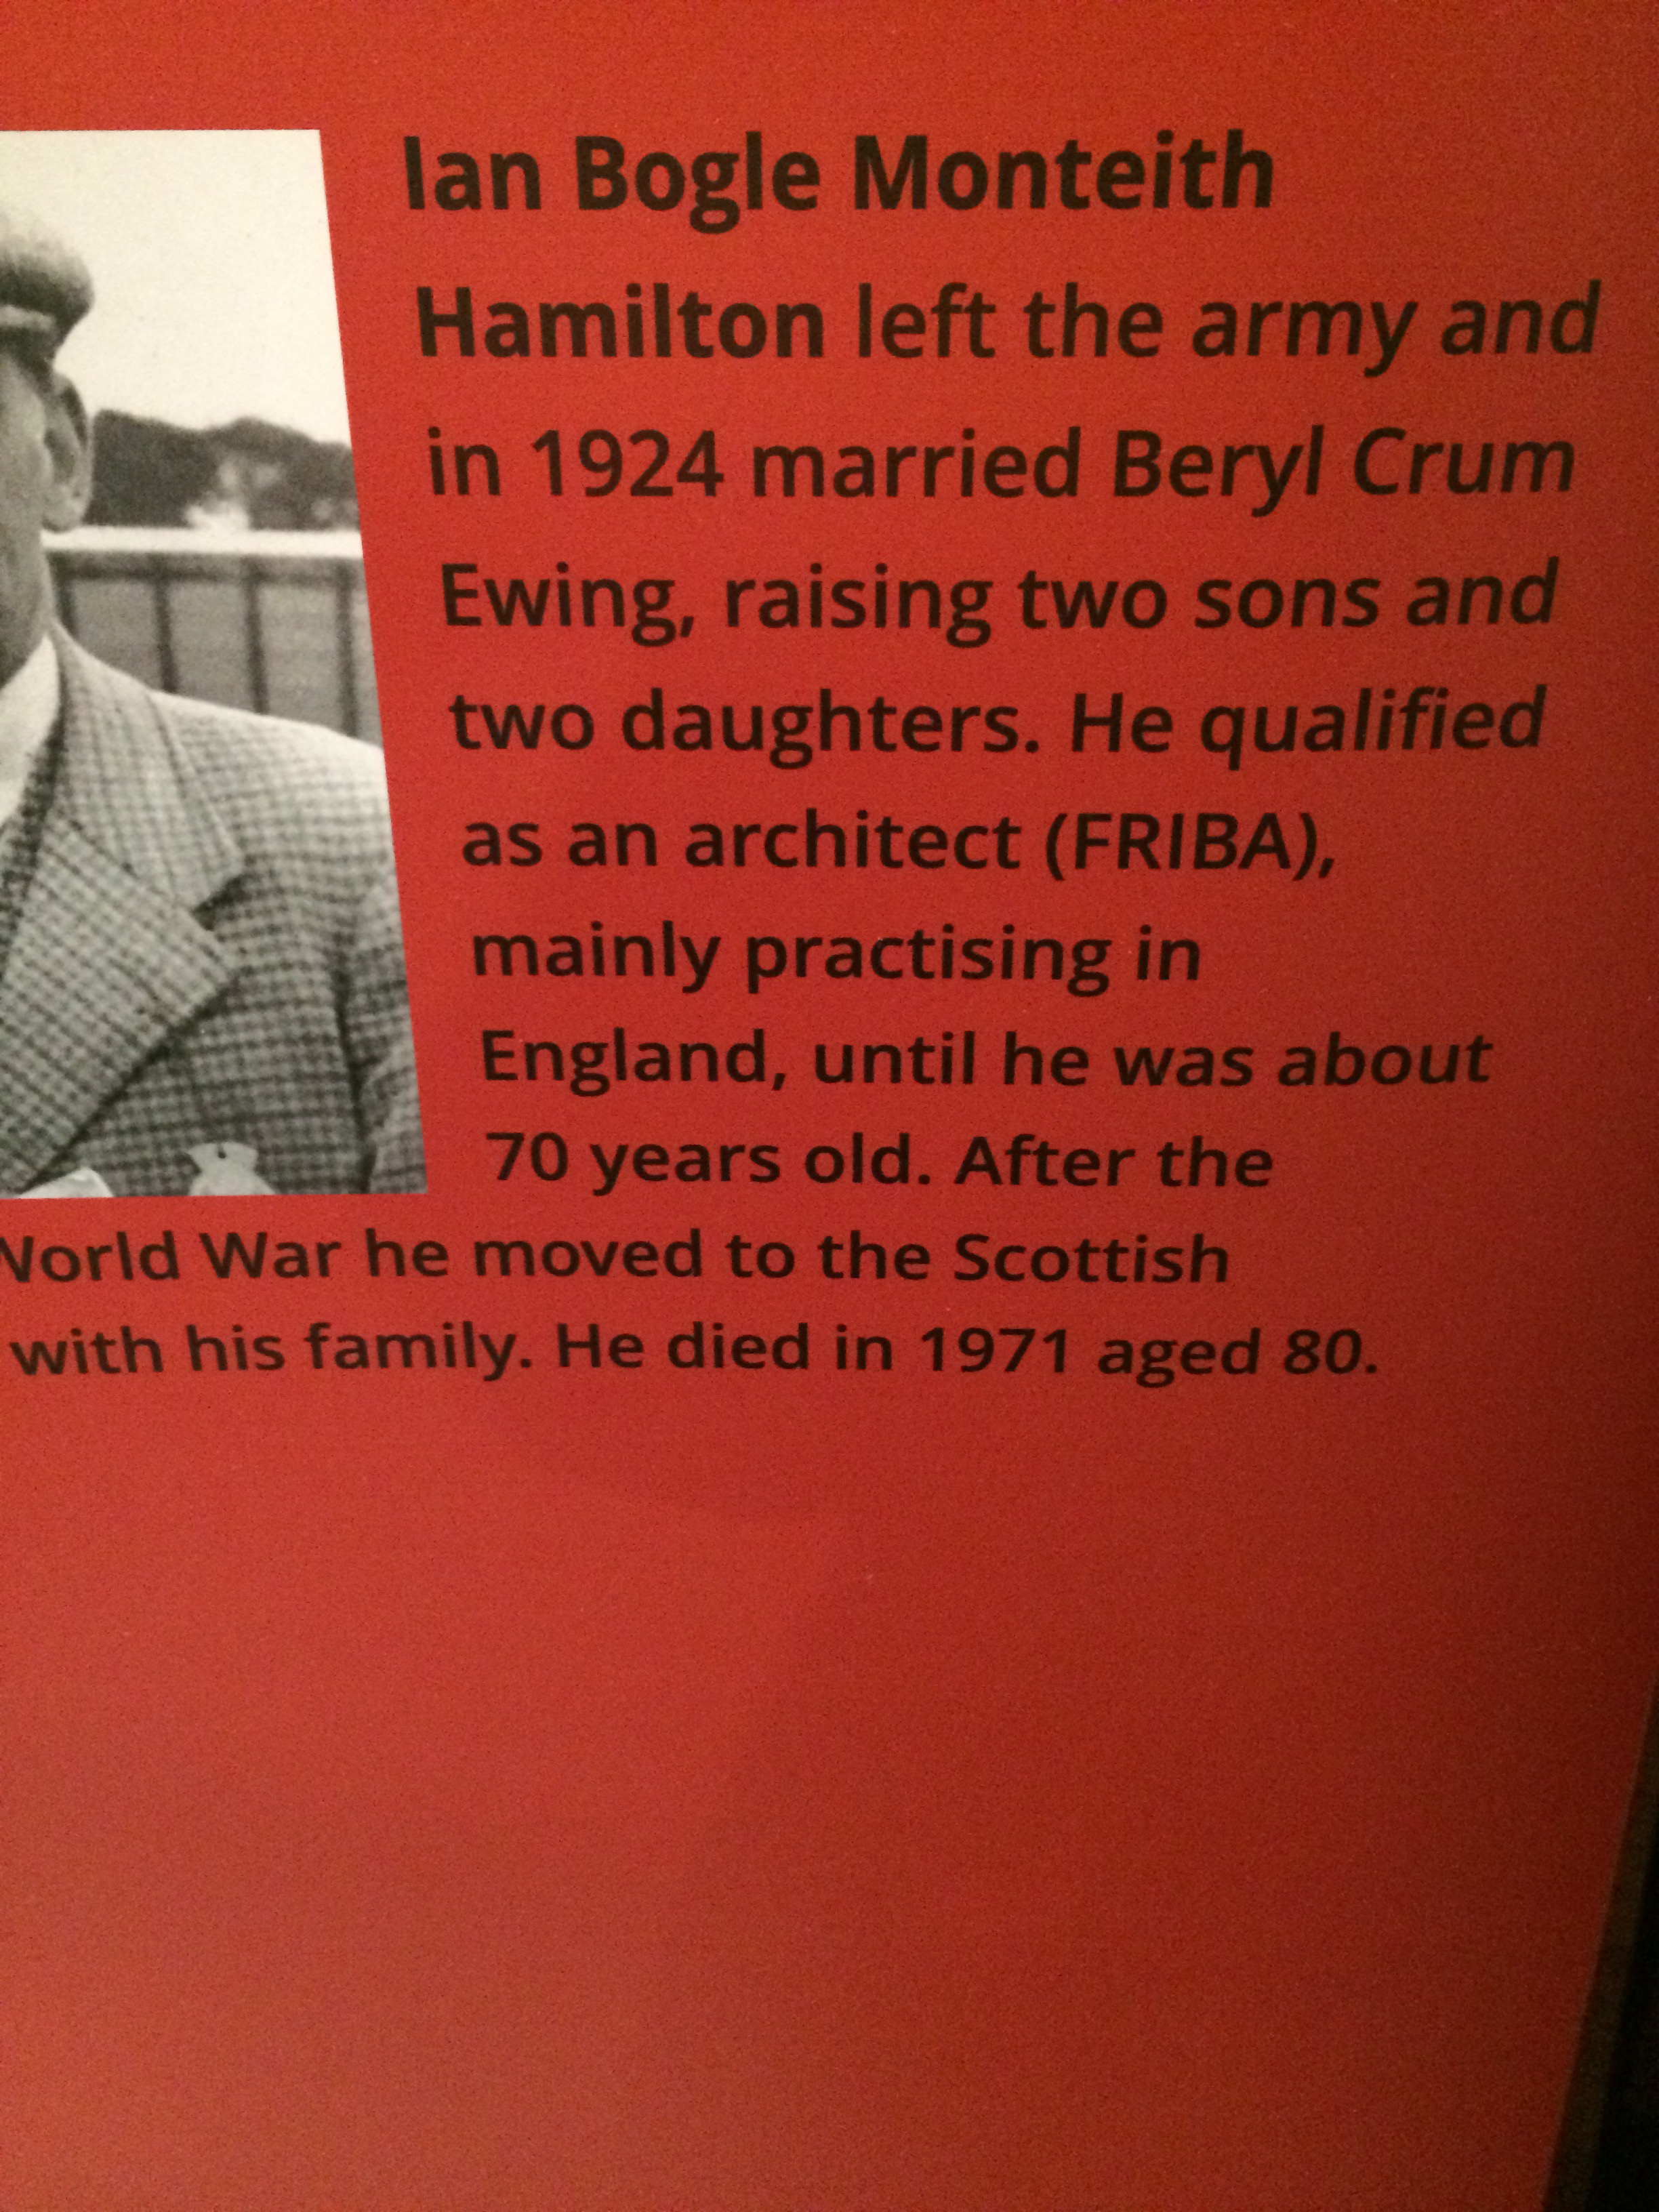 Ian Bogle Monteith
Hamilton left the army and
in 1924 married Beryl Crum
Ewing, raising two sons and
two daughters. He qualified
as an architect (FRIBA),
mainly practising in
England, until he was about
70 years old. After the
World War he moved to the Scottish
with his family. He died in 1971 aged 80.